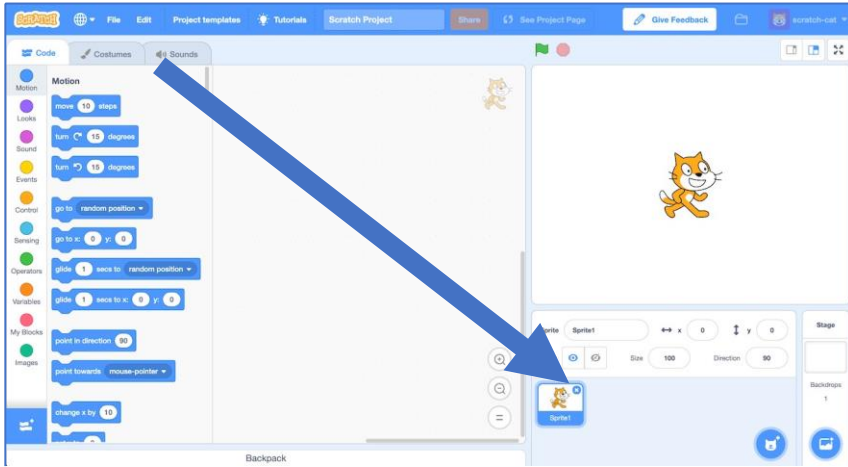 SCRATCH File Edit Project templates Tutorials Scratch Project Share See Project Page Give Feedback scratch-cat
Code Costumes Sounds
Motion
Looks
Sound
Events
Control
Sensing
Operators
Variables
My Blocks
Images
Motion
move 10 steps
turn 15 degrees
turn 15 degrees
go to random position
go to x: 0 y: 0
glide 1 secs to random position
glide 1 secs to x: 0 y: 0
point in direction 90
point towards mouse-pointer
change x by 10
Backpack
Sprite1 x 0 y 0
Size 100 Direction 90
Sprite1
Stage
Backdrops
1